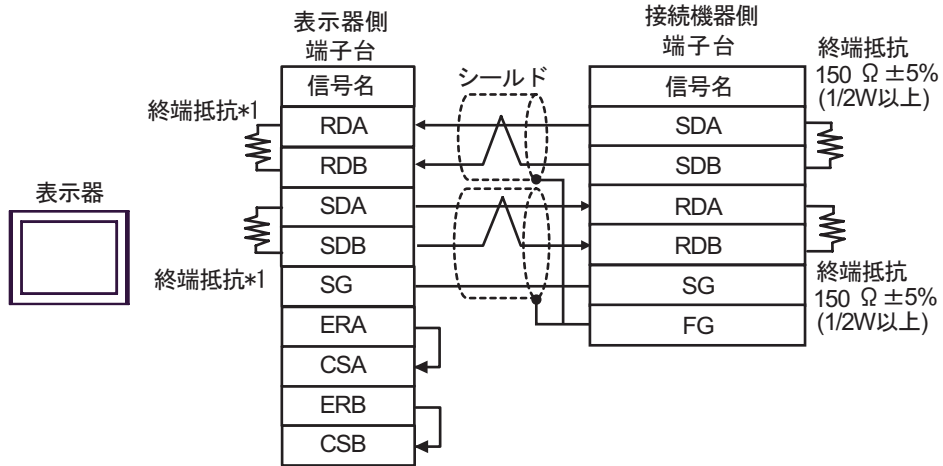 表示器側
端子台
接続機器側
端子台
終端抵抗
150 Ω ±5%
(1/2W以上)
信号名
シールド
信号名
終端抵抗*1
RDA
SDA
RDB
SDB
表示器
SDA
RDA
SDB
RDB
終端抵抗*1
SG
SG
終端抵抗
150 Ω ±5%
(1/2W以上)
ERA
FG
CSA
ERB
CSB